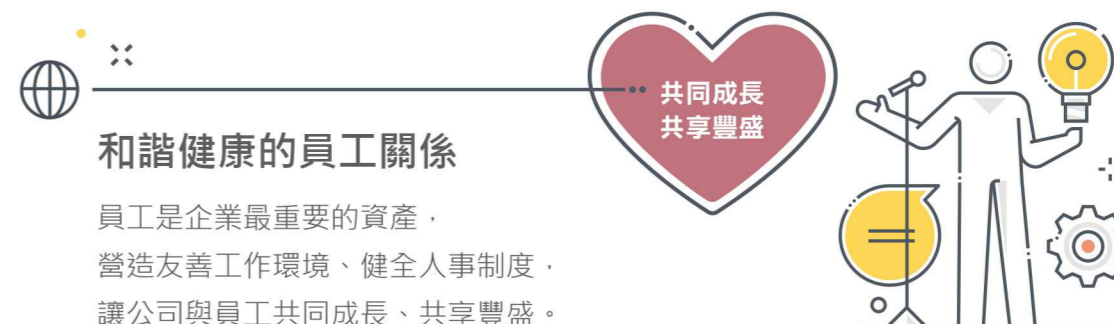 共同成長
共享豐盛
和諧健康的員工關係
員工是企業最重要的資產，
營造友善工作環境、健全人事制度，
讓公司與員工共同成長、共享豐盛。